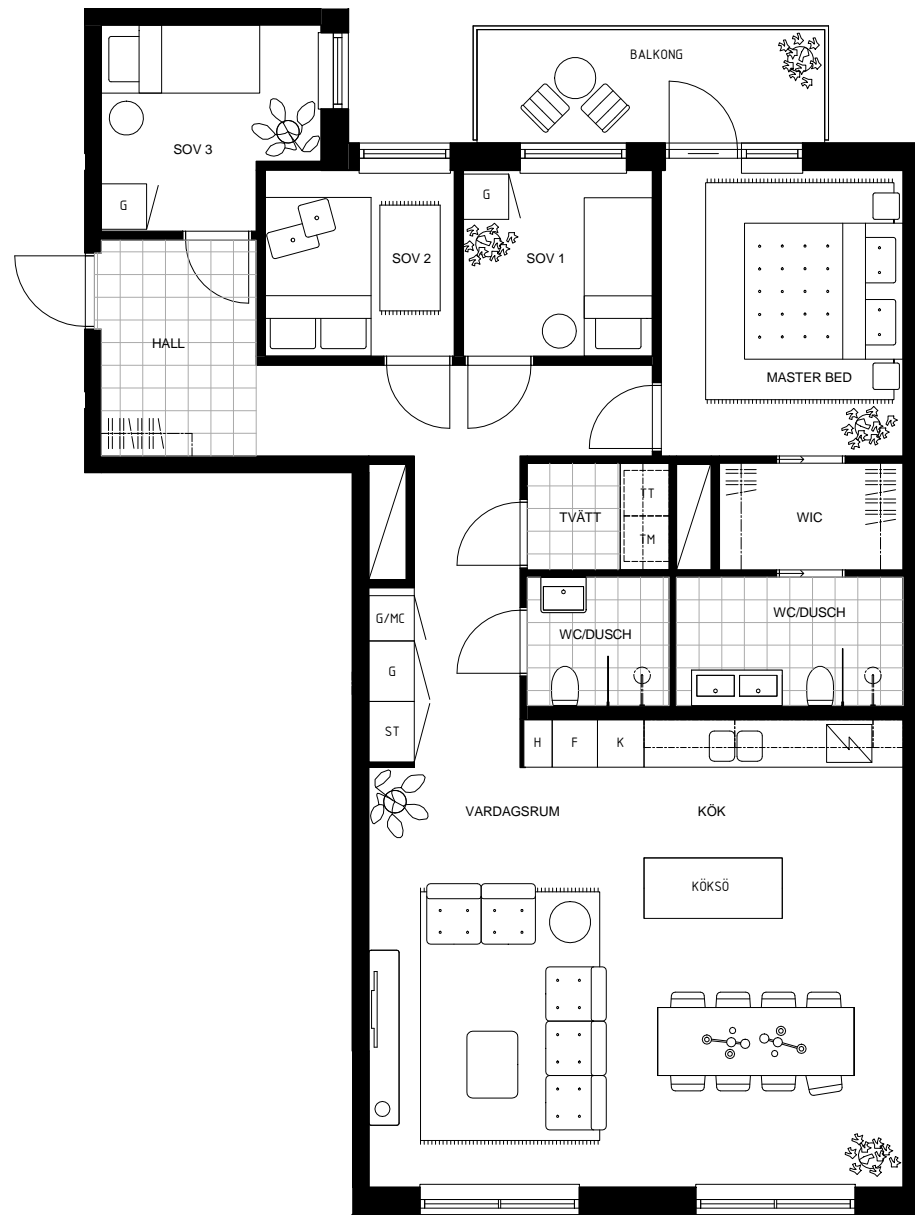 BALKONG
SOV 3
G
G
SOV 2
SOV 1
HALL
MASTER BED
TT
TVÄTT
WIC
TM
G/MC
WC/DUSCH
WC/DUSCH
G
ST
H
F
K
VARDAGSRUM
KÖK
KÖKSÖ